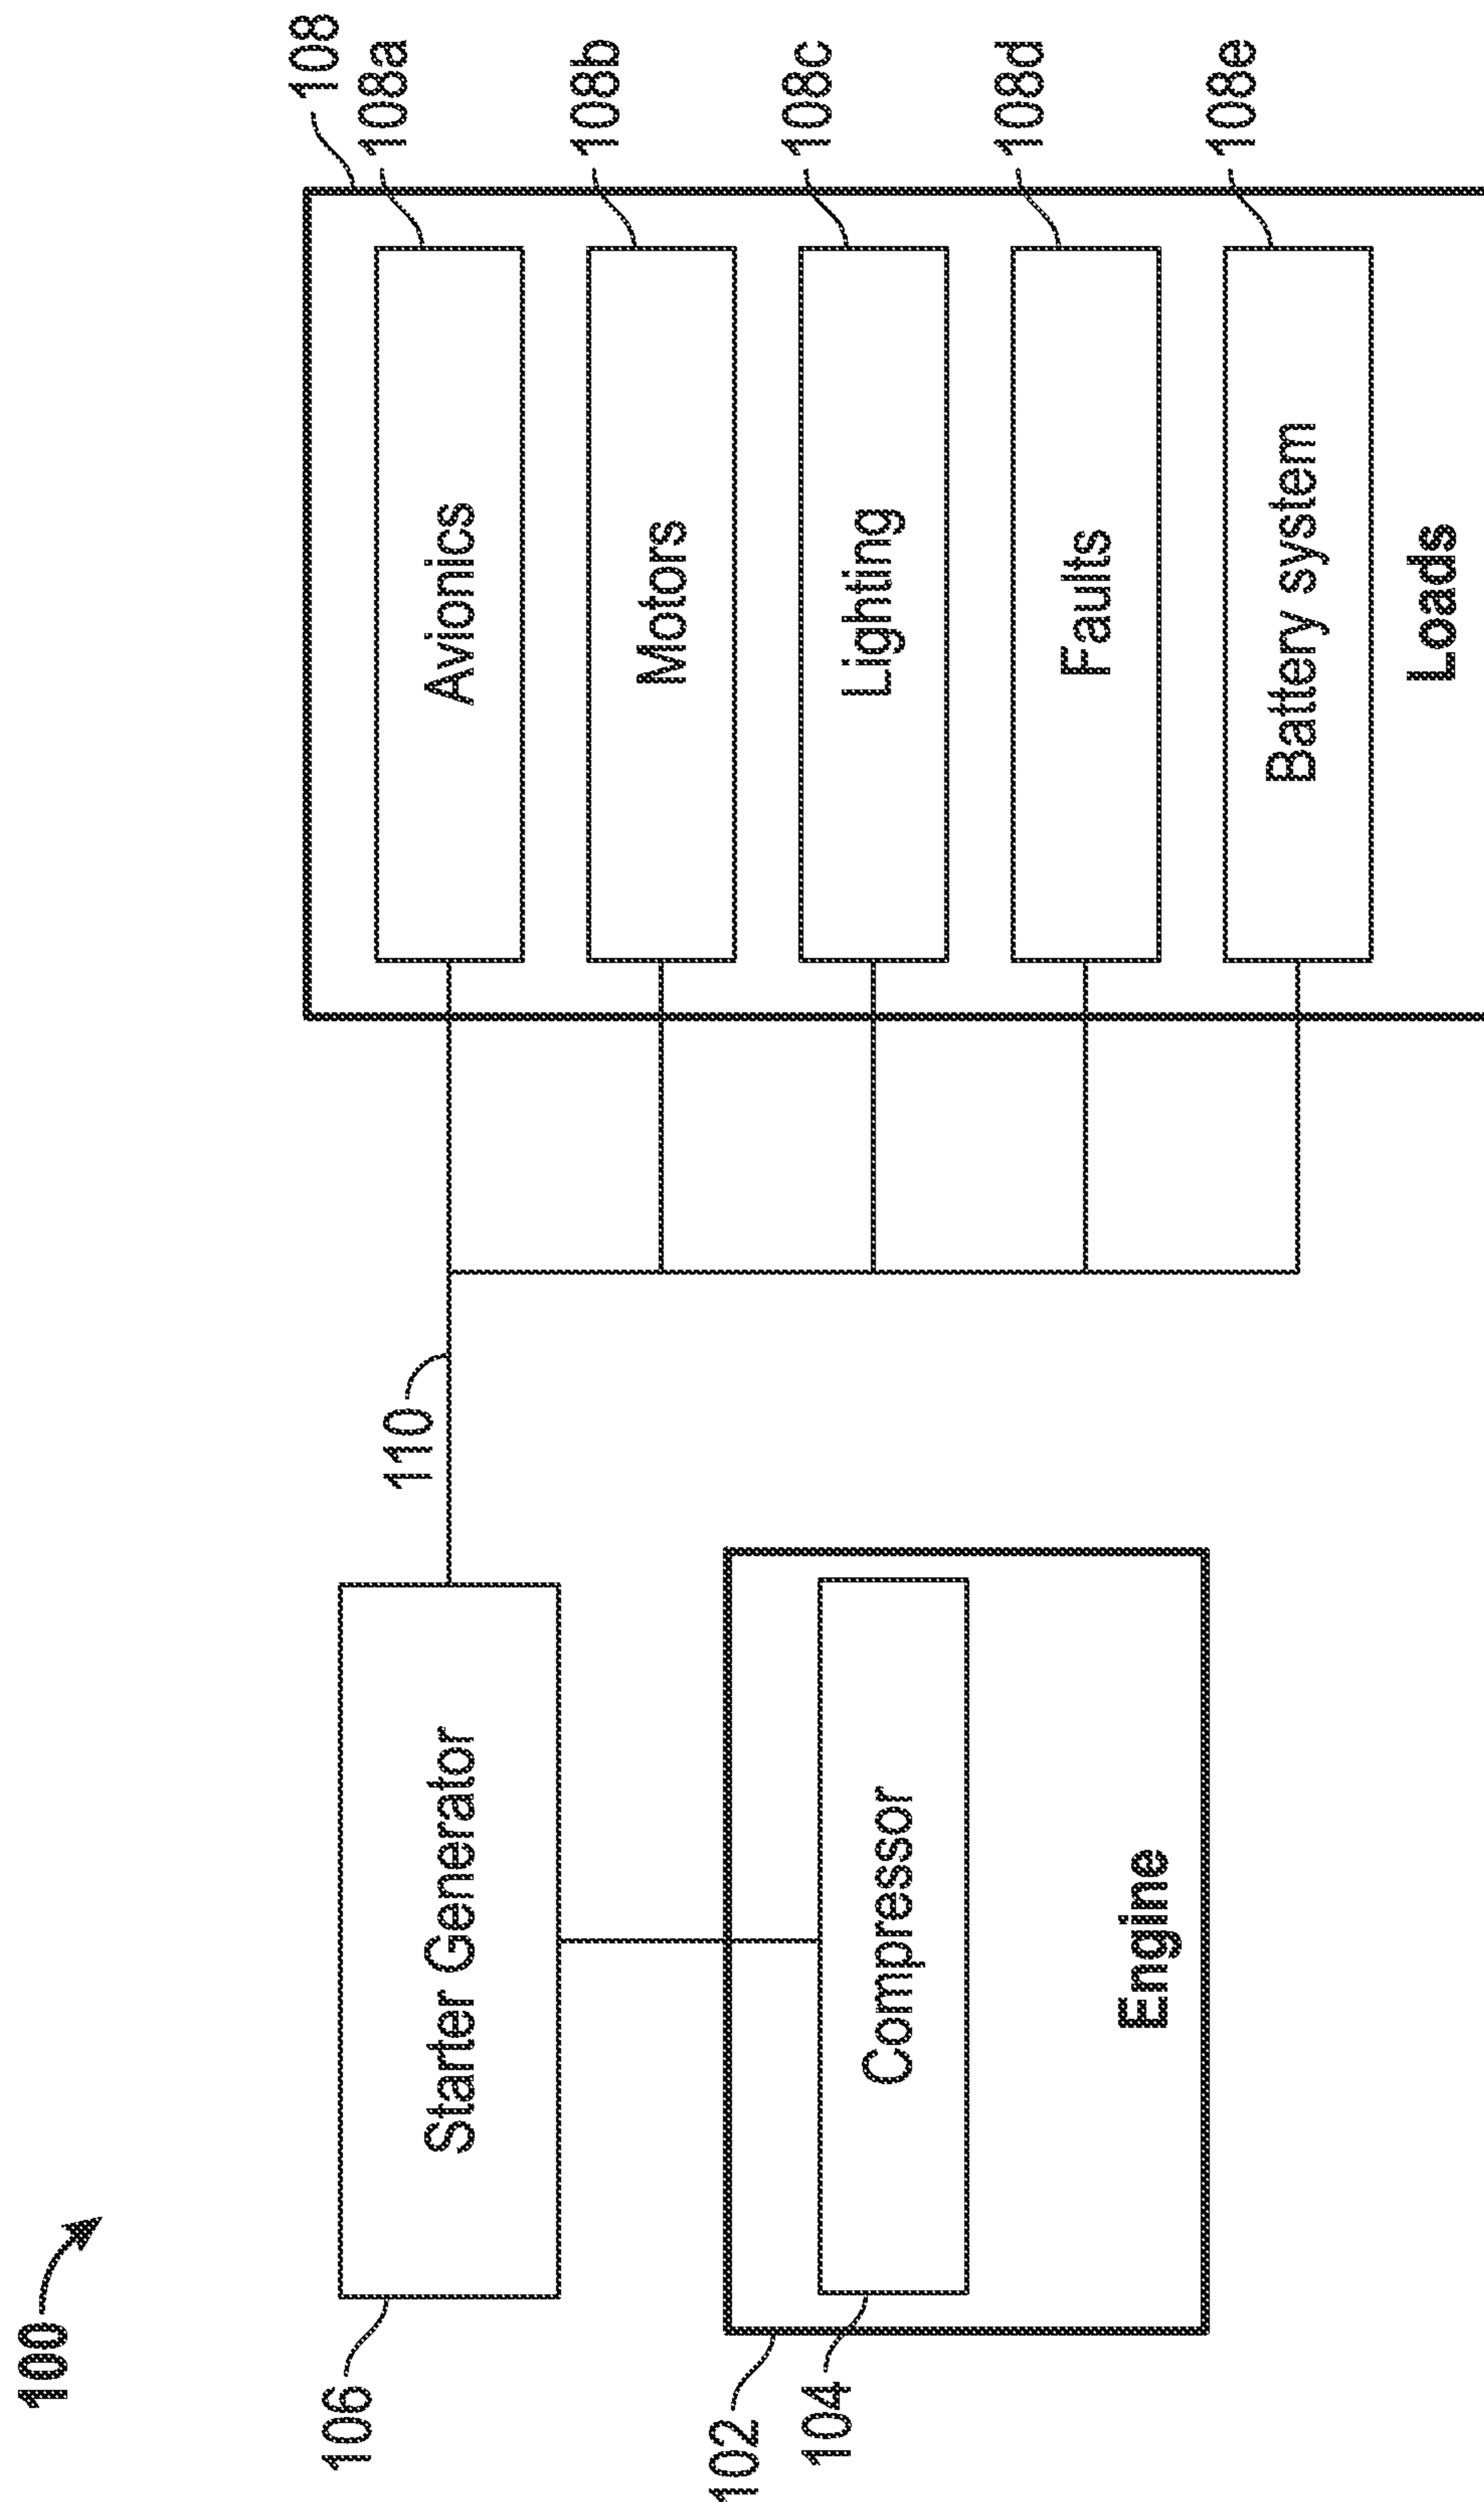 100
106
Starter Generator
110
102
104
Compressor
Engine
108
108a
Avionics
108b
Motors
108c
Lighting
108d
Faults
108e
Battery system
Loads